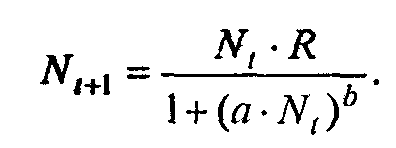 N_{t+1} = \frac{N_t \cdot R}{1 + (a \cdot N_t)^b}.